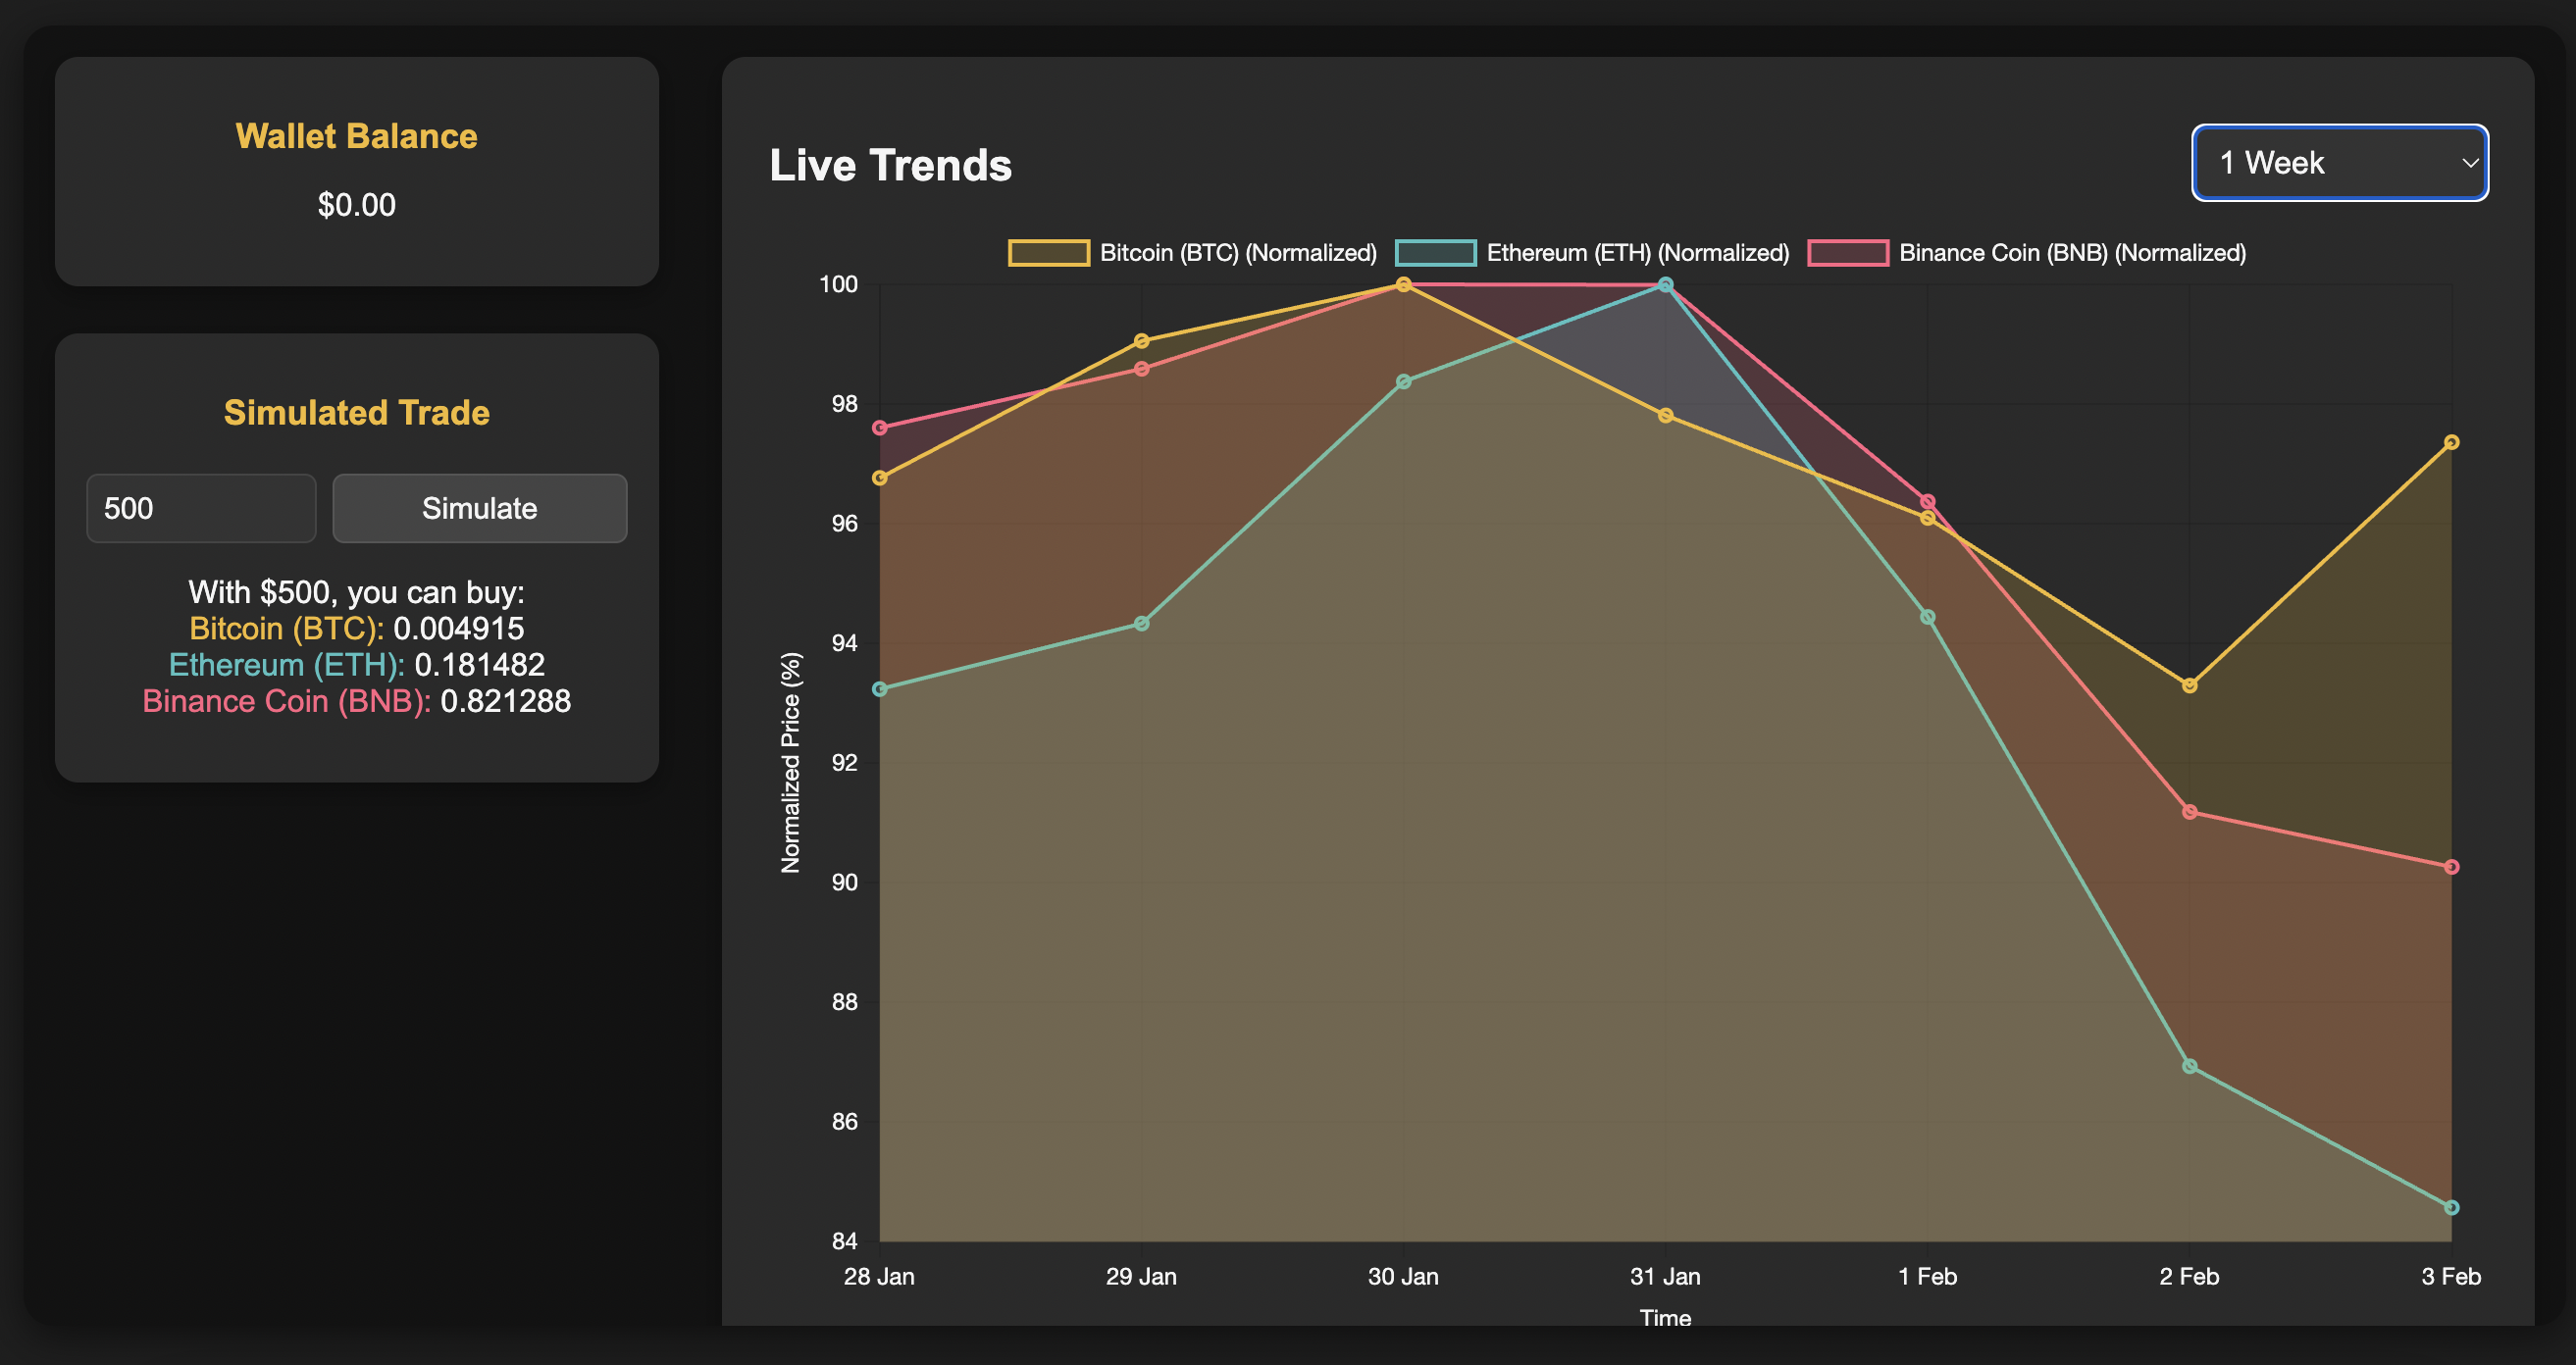 Wallet Balance
$0.00
Simulated Trade
500
Simulate
With $500, you can buy:
Bitcoin (BTC): 0.004915
Ethereum (ETH): 0.181482
Binance Coin (BNB): 0.821288
Live Trends
1 Week
Bitcoin (BTC) (Normalized)
Ethereum (ETH) (Normalized)
Binance Coin (BNB) (Normalized)
Normalized Price (%)
100
98
96
94
92
90
88
86
84
28 Jan
29 Jan
30 Jan
31 Jan
1 Feb
2 Feb
3 Feb
Time